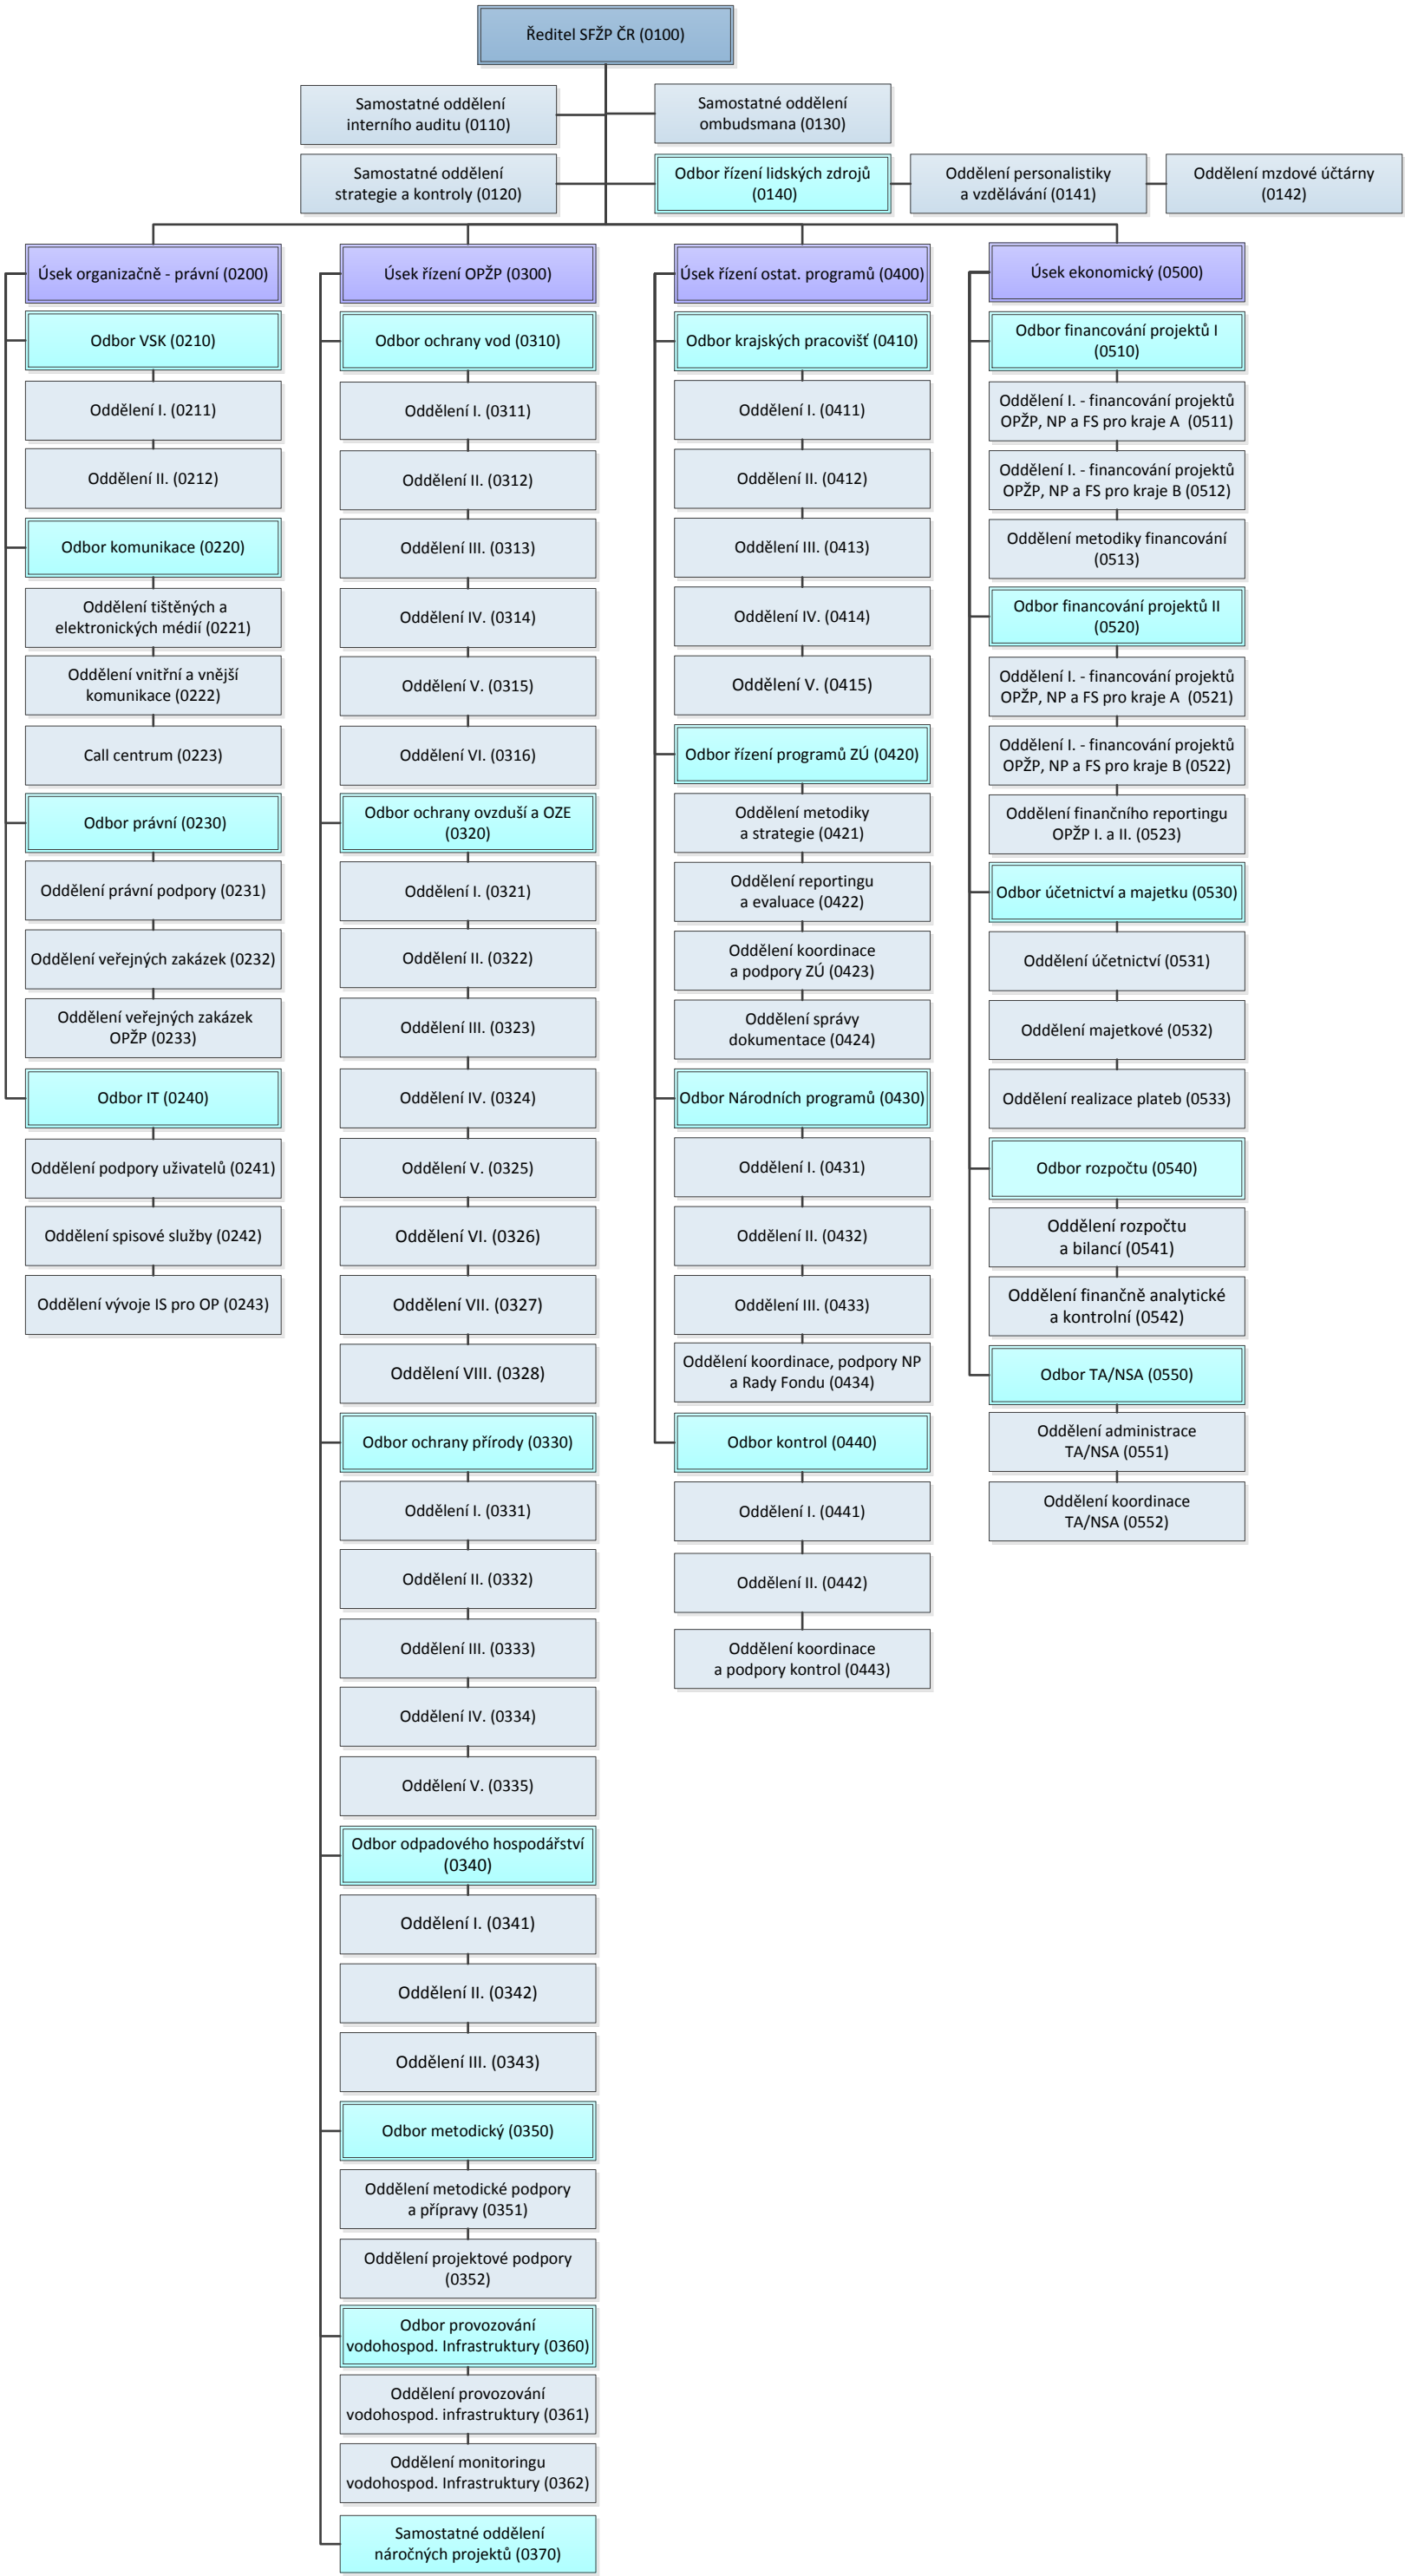 Ředitel SFŽP ČR (0100)
Samostatné oddělení
interního auditu (0110)
Samostatné oddělení
ombudsmana (0130)
Samostatné oddělení
strategie a kontroly (0120)
Odbor řízení lidských zdrojů
(0140)
Oddělení personalistiky
a vzdělávání (0141)
Oddělení mzdové účtárny
(0142)
Úsek organizačně - právní (0200)
Odbor VSK (0210)
Oddělení I. (0211)
Oddělení II. (0212)
Odbor komunikace (0220)
Oddělení tištěných a
elektronických médií (0221)
Oddělení vnitřní a vnější
komunikace (0222)
Call centrum (0223)
Odbor právní (0230)
Oddělení právní podpory (0231)
Oddělení veřejných zakázek (0232)
Oddělení veřejných zakázek
OPŽP (0233)
Odbor IT (0240)
Oddělení podpory uživatelů (0241)
Oddělení spisové služby (0242)
Oddělení vývoje IS pro OP (0243)
Úsek řízení OPŽP (0300)
Odbor ochrany vod (0310)
Oddělení I. (0311)
Oddělení II. (0312)
Oddělení III. (0313)
Oddělení IV. (0314)
Oddělení V. (0315)
Oddělení VI. (0316)
Odbor ochrany ovzduší a OZE
(0320)
Oddělení I. (0321)
Oddělení II. (0322)
Oddělení III. (0323)
Oddělení IV. (0324)
Oddělení V. (0325)
Oddělení VI. (0326)
Oddělení VII. (0327)
Oddělení VIII. (0328)
Odbor ochrany přírody (0330)
Oddělení I. (0331)
Oddělení II. (0332)
Oddělení III. (0333)
Oddělení IV. (0334)
Oddělení V. (0335)
Odbor odpadového hospodářství
(0340)
Oddělení I. (0341)
Oddělení II. (0342)
Oddělení III. (0343)
Odbor metodický (0350)
Oddělení metodické podpory
a přípravy (0351)
Oddělení projektové podpory
(0352)
Odbor provozování
vodohospod. Infrastruktury (0360)
Oddělení provozování
vodohospod. infrastruktury (0361)
Oddělení monitoringu
vodohospod. Infrastruktury (0362)
Samostatné oddělení
náročných projektů (0370)
Úsek řízení ostat. programů (0400)
Odbor krajských pracovišť (0410)
Oddělení I. (0411)
Oddělení II. (0412)
Oddělení III. (0413)
Oddělení IV. (0414)
Oddělení V. (0415)
Odbor řízení programů ZÚ (0420)
Oddělení metodiky
a strategie (0421)
Oddělení reportingu
a evaluace (0422)
Oddělení koordinace
a podpory ZÚ (0423)
Oddělení správy
dokumentace (0424)
Odbor Národních programů (0430)
Oddělení I. (0431)
Oddělení II. (0432)
Oddělení III. (0433)
Oddělení koordinace, podpory NP
a Rady Fondu (0434)
Odbor kontrol (0440)
Oddělení I. (0441)
Oddělení II. (0442)
Oddělení koordinace
a podpory kontrol (0443)
Úsek ekonomický (0500)
Odbor financování projektů I
(0510)
Oddělení I. - financování projektů
OPŽP, NP a FS pro kraje A (0511)
Oddělení I. - financování projektů
OPŽP, NP a FS pro kraje B (0512)
Oddělení metodiky financování
(0513)
Odbor financování projektů II
(0520)
Oddělení I. - financování projektů
OPŽP, NP a FS pro kraje A (0521)
Oddělení I. - financování projektů
OPŽP, NP a FS pro kraje B (0522)
Oddělení finančního reportingu
OPŽP I. a II. (0523)
Odbor účetnictví a majetku (0530)
Oddělení účetnictví (0531)
Oddělení majetkové (0532)
Oddělení realizace plateb (0533)
Odbor rozpočtu (0540)
Oddělení rozpočtu
a bilancí (0541)
Oddělení finančně analytické
a kontrolní (0542)
Odbor TA/NSA (0550)
Oddělení administrace
TA/NSA (0551)
Oddělení koordinace
TA/NSA (0552)